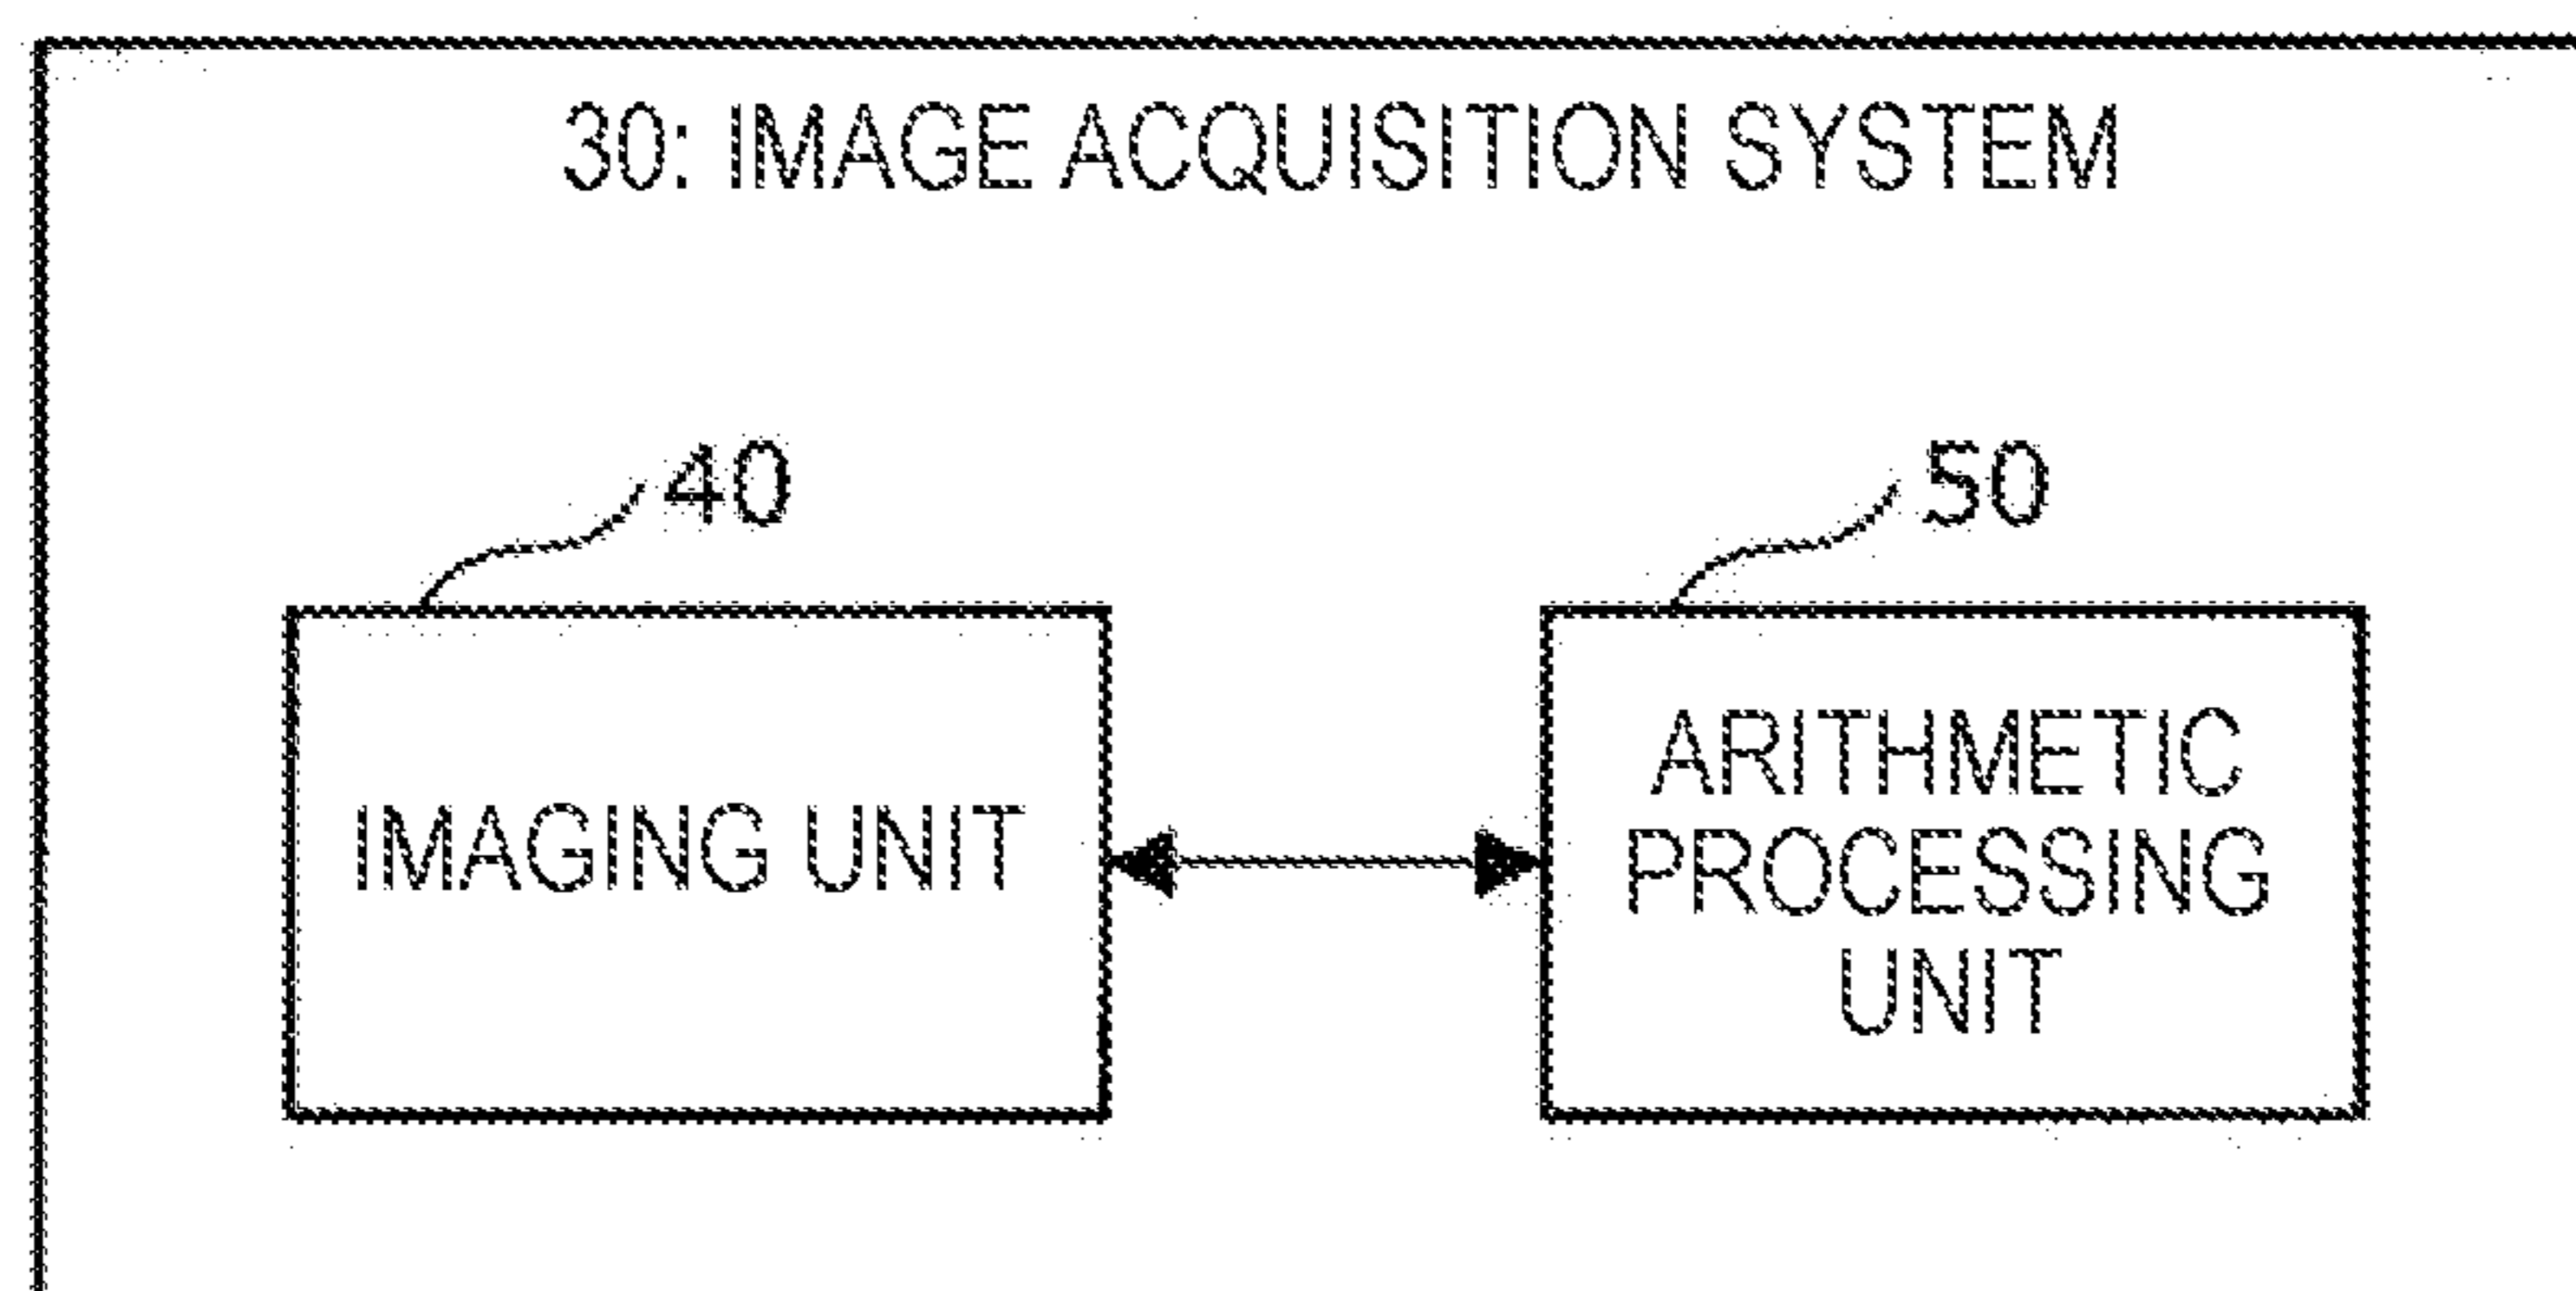 30: IMAGE ACQUISITION SYSTEM
40
50
IMAGING UNIT
ARITHMETIC
PROCESSING
UNIT